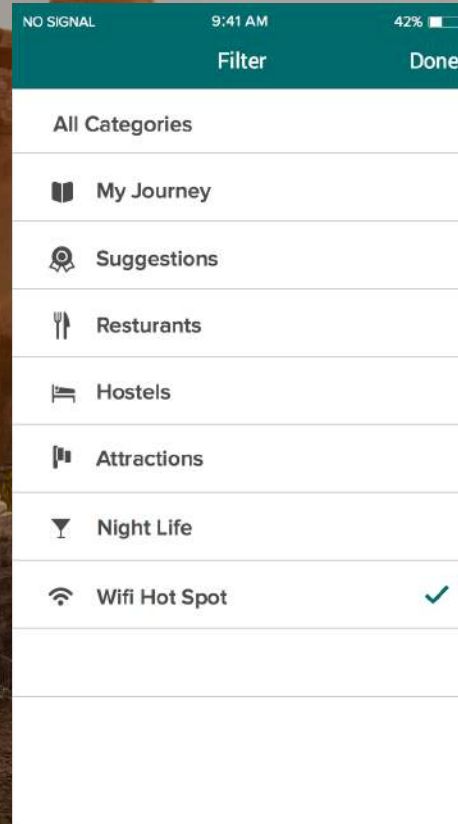 NO SIGNAL 9:41 AM 42%
Filter Done
All Categories
My Journey
Suggestions
Resturants
Hostels
Attractions
Night Life
Wifi Hot Spot